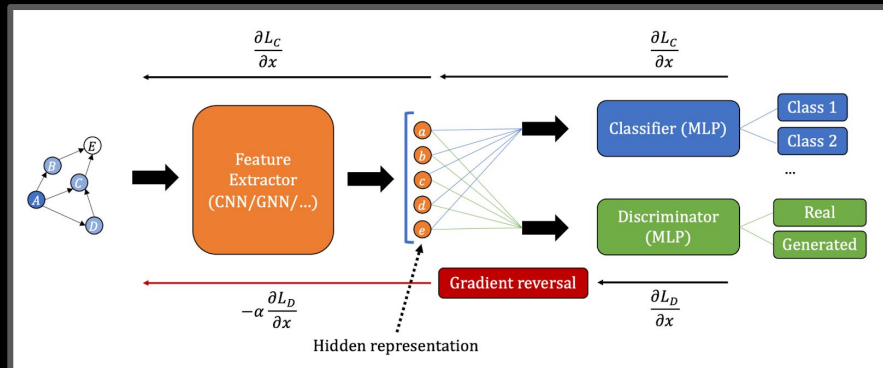 ∂L_C/∂x
∂L_C/∂x
E
B
C
A
D
Feature
Extractor
(CNN/GNN/...)
a
b
c
d
e
Classifier (MLP)
Class 1
Class 2
...
Discriminator
(MLP)
Real
Generated
Gradient reversal
-α ∂L_D/∂x
∂L_D/∂x
Hidden representation